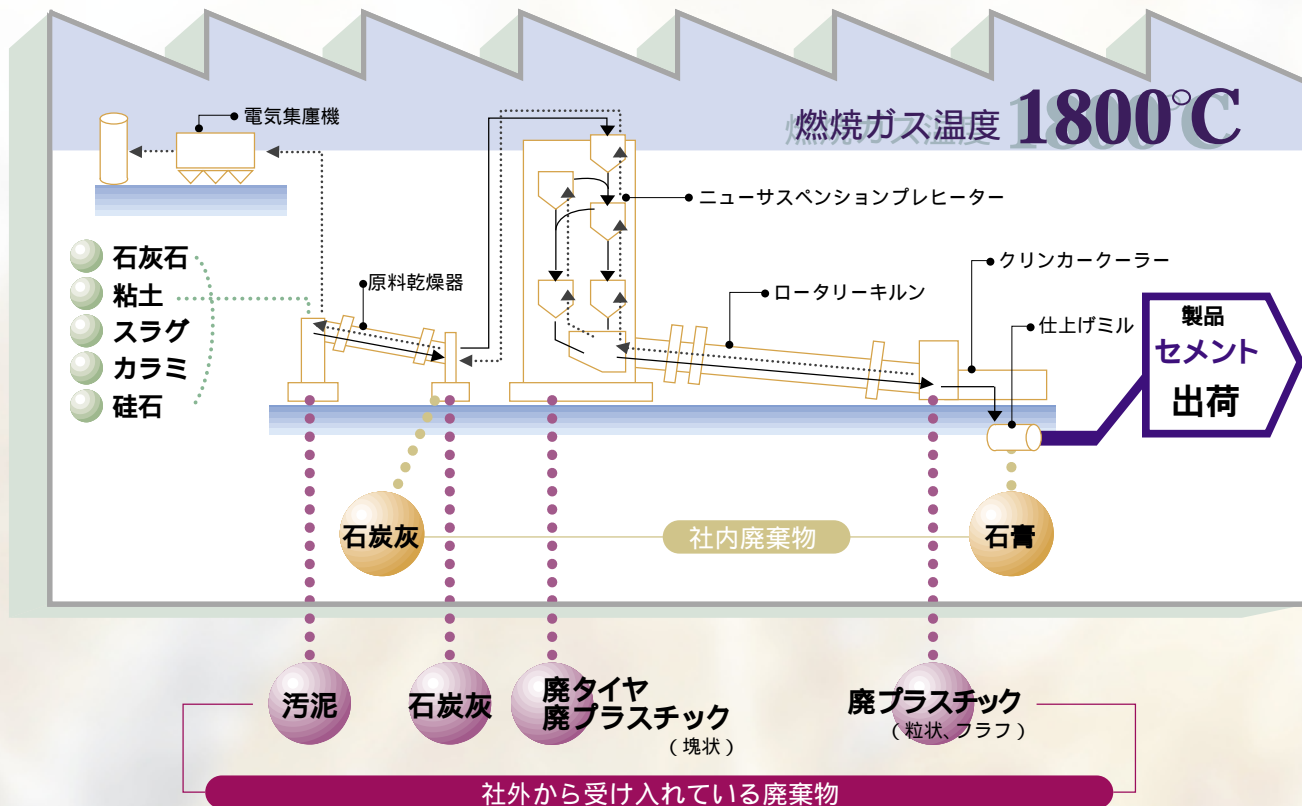 燃焼ガス温度 1800℃
電気集塵機
ニューサスペンションプレヒーター
石灰石
粘土
スラグ
カラミ
硅石
原料乾燥器
ロータリーキルン
クリンカークーラー
仕上げミル
製品
セメント
出荷
石炭灰
社内廃棄物
石膏
汚泥
石炭灰
廃タイヤ
廃プラスチック
(塊状)
廃プラスチック
(粒状、フラフ)
社外から受け入れている廃棄物